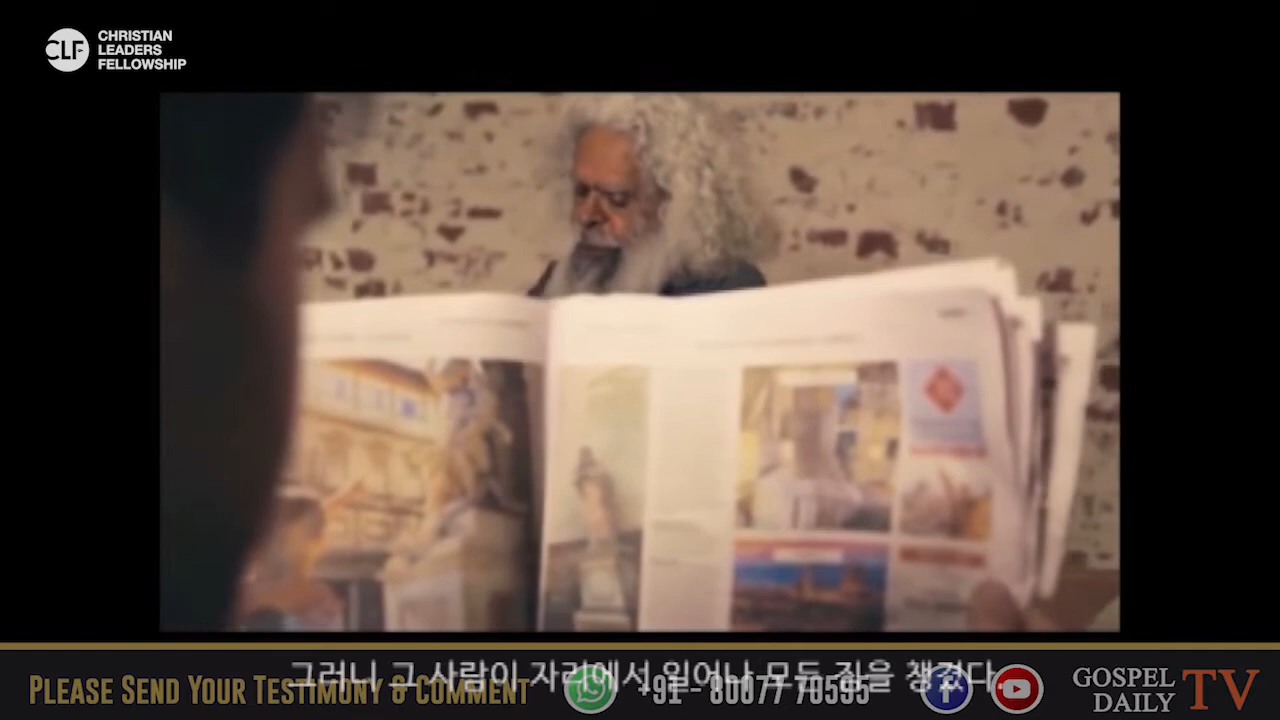 CLF CHRISTIAN
LEADERS
FELLOWSHIP
그러니 그 사람이 자리에서 일어나 모든 짐을 챙겼다.
PLEASE SEND YOUR TESTIMONY & COMMENT
+91 - 80077 70595
GOSPEL
DAILY
TV